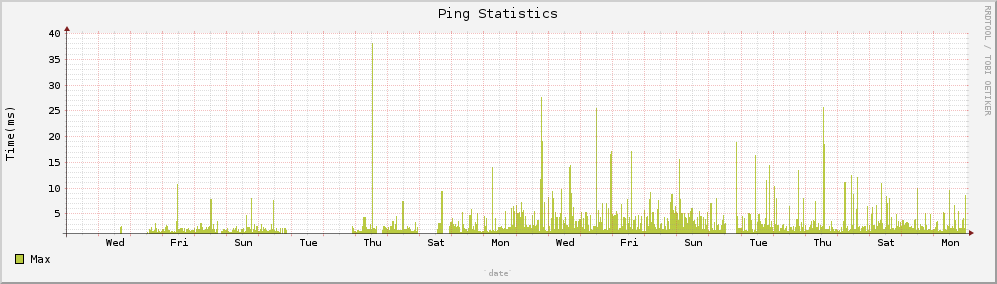 Ping Statistics
RRDTOOL / TOBI OETIKER
Time(ms)
40
35
30
25
20
15
10
5
Wed Fri Sun Tue Thu Sat Mon Wed Fri Sun Tue Thu Sat Mon
Max
`date`